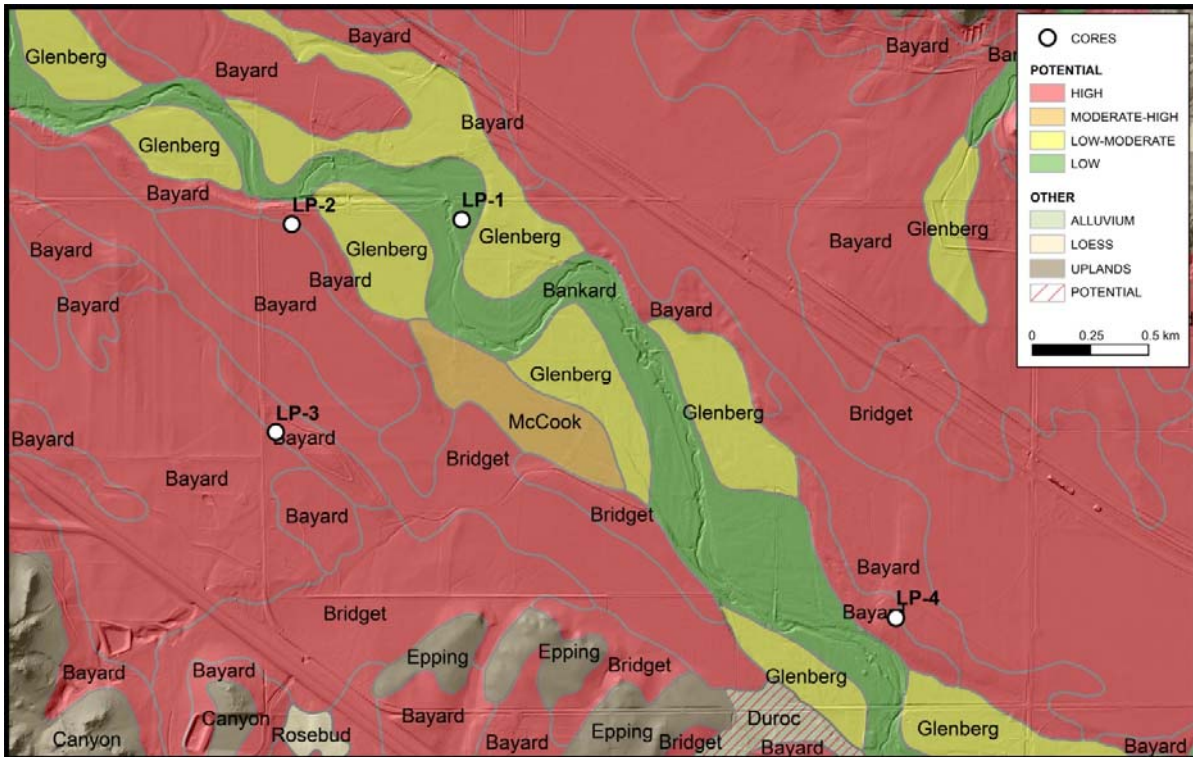 Bayard
Bayard
Bar
Glenberg
Bayard
Bayard
Glenberg
Bayard
LP-1
LP-2
Glenberg
Glenberg
Bayard
Glenberg
Bayard
Bayard
Bayard
Bankard
Bayard
Bayard
Glenberg
Glenberg
McCook
LP-3
Bayard
Bridget
Bridget
Bayard
Bayard
Bridget
Bayard
LP-4
Bayard
Bridget
Epping
Epping
Bridget
Bayard
Bayard
Glenberg
Canyon
Bayard
Duroc
Glenberg
Canyon
Rosebud
Epping
Bridget
Bayard
Bayard
CORES
POTENTIAL
HIGH
MODERATE-HIGH
LOW-MODERATE
LOW
OTHER
ALLUVIUM
LOESS
UPLANDS
POTENTIAL
0 0.25 0.5 km